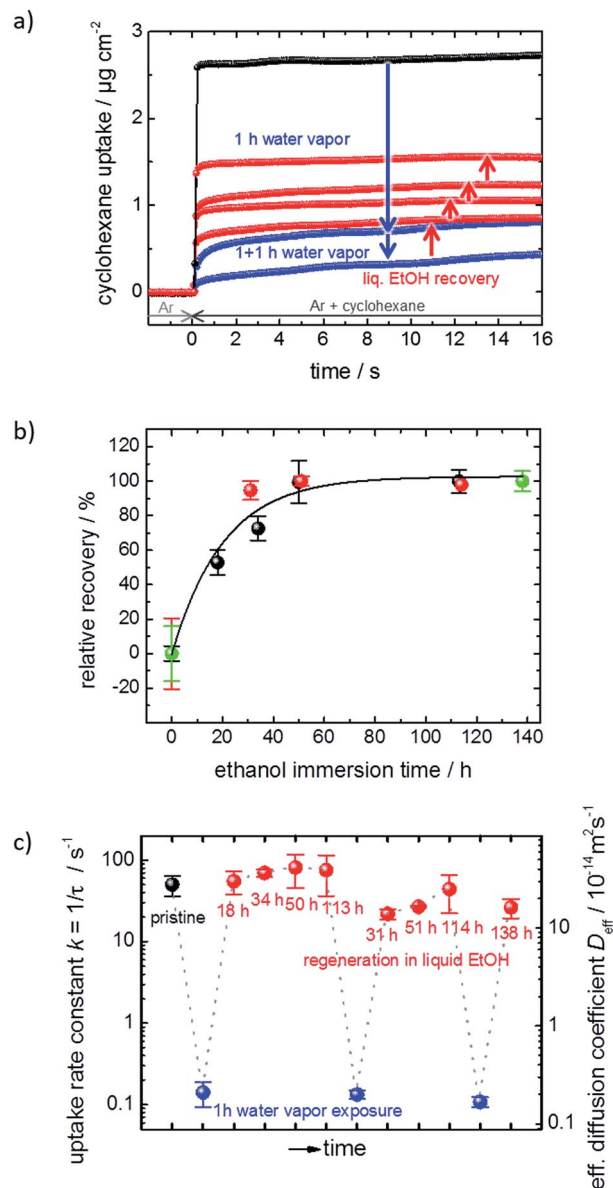 a)
cyclohexane uptake / µg cm⁻²
3
2
1
0
1 h water vapor
1+1 h water vapor
liq. EtOH recovery
Ar
Ar + cyclohexane
0 2 4 6 8 10 12 14 16
time / s
b)
relative recovery / %
120
100
80
60
40
20
0
-20
0 20 40 60 80 100 120 140
ethanol immersion time / h
c)
uptake rate constant k = 1/τ / s⁻¹
100
10
1
0.1
pristine
18 h
34 h
50 h
113 h
31 h
51 h
114 h
138 h
regeneration in liquid EtOH
1h water vapor exposure
time
10
1
0.1
eff. diffusion coefficient Deff / 10⁻¹⁴ m²s⁻¹